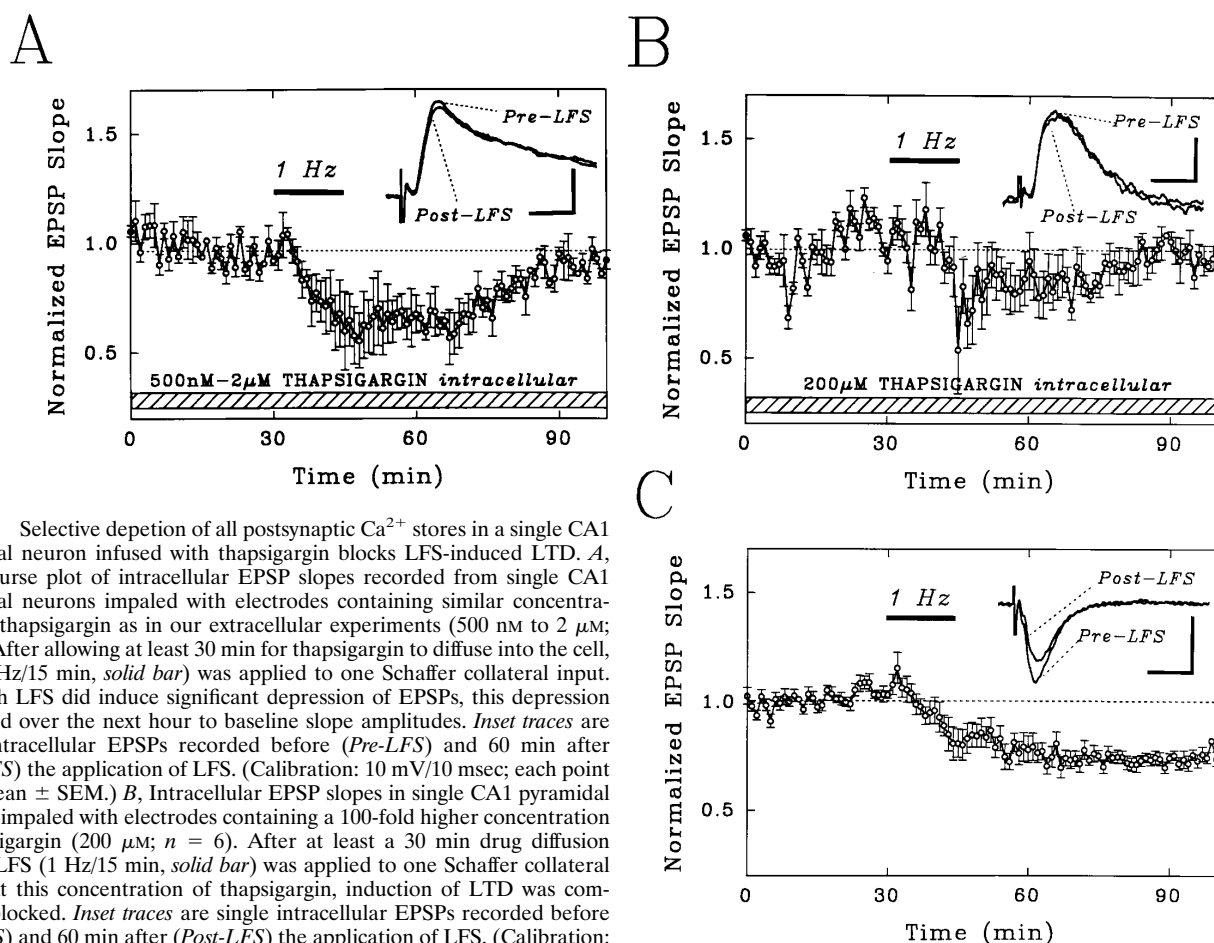 A
Normalized EPSP Slope
1.5
1.0
0.5
1 Hz
Pre-LFS
Post-LFS
500nM-2μM THAPSIGARGIN intracellular
0 30 60 90
Time (min)
B
Normalized EPSP Slope
1.5
1.0
0.5
1 Hz
Pre-LFS
Post-LFS
200μM THAPSIGARGIN intracellular
0 30 60 90
Time (min)
C
Normalized EPSP Slope
1.5
1.0
0.5
1 Hz
Post-LFS
Pre-LFS
0 30 60 90
Time (min)
Selective depetion of all postsynaptic Ca²⁺ stores in a single CA1
al neuron infused with thapsigargin blocks LFS-induced LTD. A,
urse plot of intracellular EPSP slopes recorded from single CA1
al neurons impaled with electrodes containing similar concentra-
thapsigargin as in our extracellular experiments (500 nM to 2 μM;
After allowing at least 30 min for thapsigargin to diffuse into the cell,
Hz/15 min, solid bar) was applied to one Schaffer collateral input.
h LFS did induce significant depression of EPSPs, this depression
d over the next hour to baseline slope amplitudes. Inset traces are
ntracellular EPSPs recorded before (Pre-LFS) and 60 min after
FS) the application of LFS. (Calibration: 10 mV/10 msec; each point
ean ± SEM.) B, Intracellular EPSP slopes in single CA1 pyramidal
impaled with electrodes containing a 100-fold higher concentration
igargin (200 μM; n = 6). After at least a 30 min drug diffusion
LFS (1 Hz/15 min, solid bar) was applied to one Schaffer collateral
t this concentration of thapsigargin, induction of LTD was com-
blocked. Inset traces are single intracellular EPSPs recorded before
S) and 60 min after (Post-LFS) the application of LFS. (Calibration: